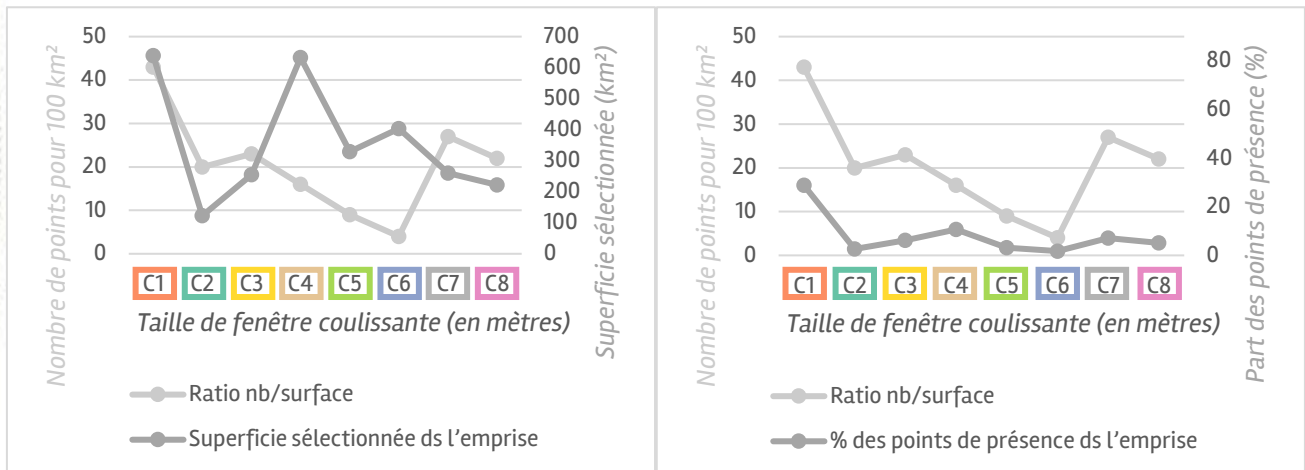 Nombre de points pour 100 km²
50
40
30
20
10
0
700
600
500
400
300
200
100
0
Superficie sélectionnée (km²)
C1 C2 C3 C4 C5 C6 C7 C8
Taille de fenêtre coulissante (en mètres)
Ratio nb/surface
Superficie sélectionnée ds l'emprise
Nombre de points pour 100 km²
50
40
30
20
10
0
80
60
40
20
0
Part des points de présence (%)
C1 C2 C3 C4 C5 C6 C7 C8
Taille de fenêtre coulissante (en mètres)
Ratio nb/surface
% des points de présence ds l'emprise